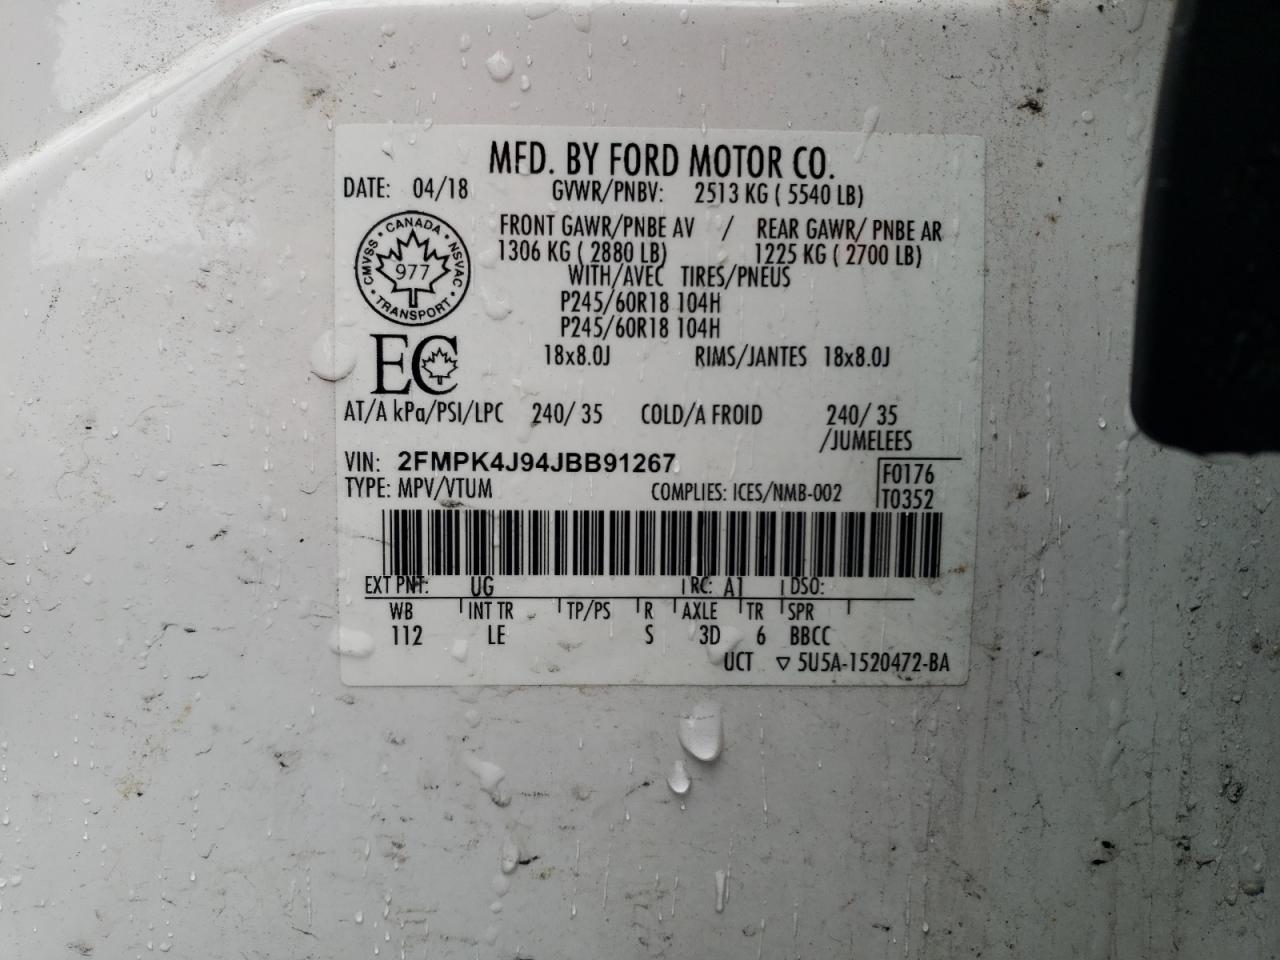 MFD. BY FORD MOTOR CO.
DATE: 04/18 GVWR/PNBV: 2513 KG ( 5540 LB)
FRONT GAWR/PNBE AV / REAR GAWR/ PNBE AR
1306 KG ( 2880 LB) 1225 KG ( 2700 LB)
WITH/AVEC TIRES/PNEUS
P245/60R18 104H
P245/60R18 104H
18x8.0J RIMS/JANTES 18x8.0J
CMVSS • CANADA • NSVAC • TRANSPORT •
977
EC
AT/A kPa/PSI/LPC 240/ 35 COLD/A FROID 240/ 35
/JUMELEES
VIN: 2FMPK4J94JBB91267
F0176
TYPE: MPV/VTUM COMPLIES: ICES/NMB-002 T0352
EXT PNT: UG RC: A1 DSO:
WB INT TR TP/PS R AXLE TR SPR
112 LE S 3D 6 BBCC
UCT ▽ 5U5A-1520472-BA